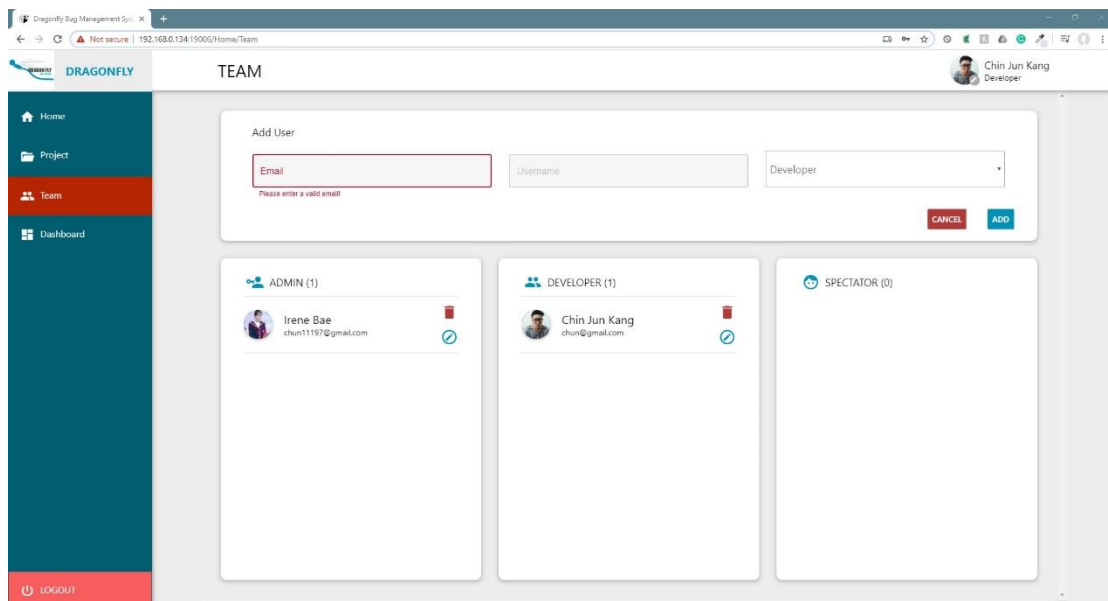 Dragonfly Bug Management Sys
Not secure | 192.168.0.134:19006/Home/Team
DRAGONFLY
TEAM
Chin Jun Kang
Developer
Home
Project
Team
Dashboard
LOGOUT
Add User
Email
Username
Developer
Please enter a valid email!
CANCEL
ADD
ADMIN (1)
Irene Bae
chun11197@gmail.com
DEVELOPER (1)
Chin Jun Kang
chun@gmail.com
SPECTATOR (0)